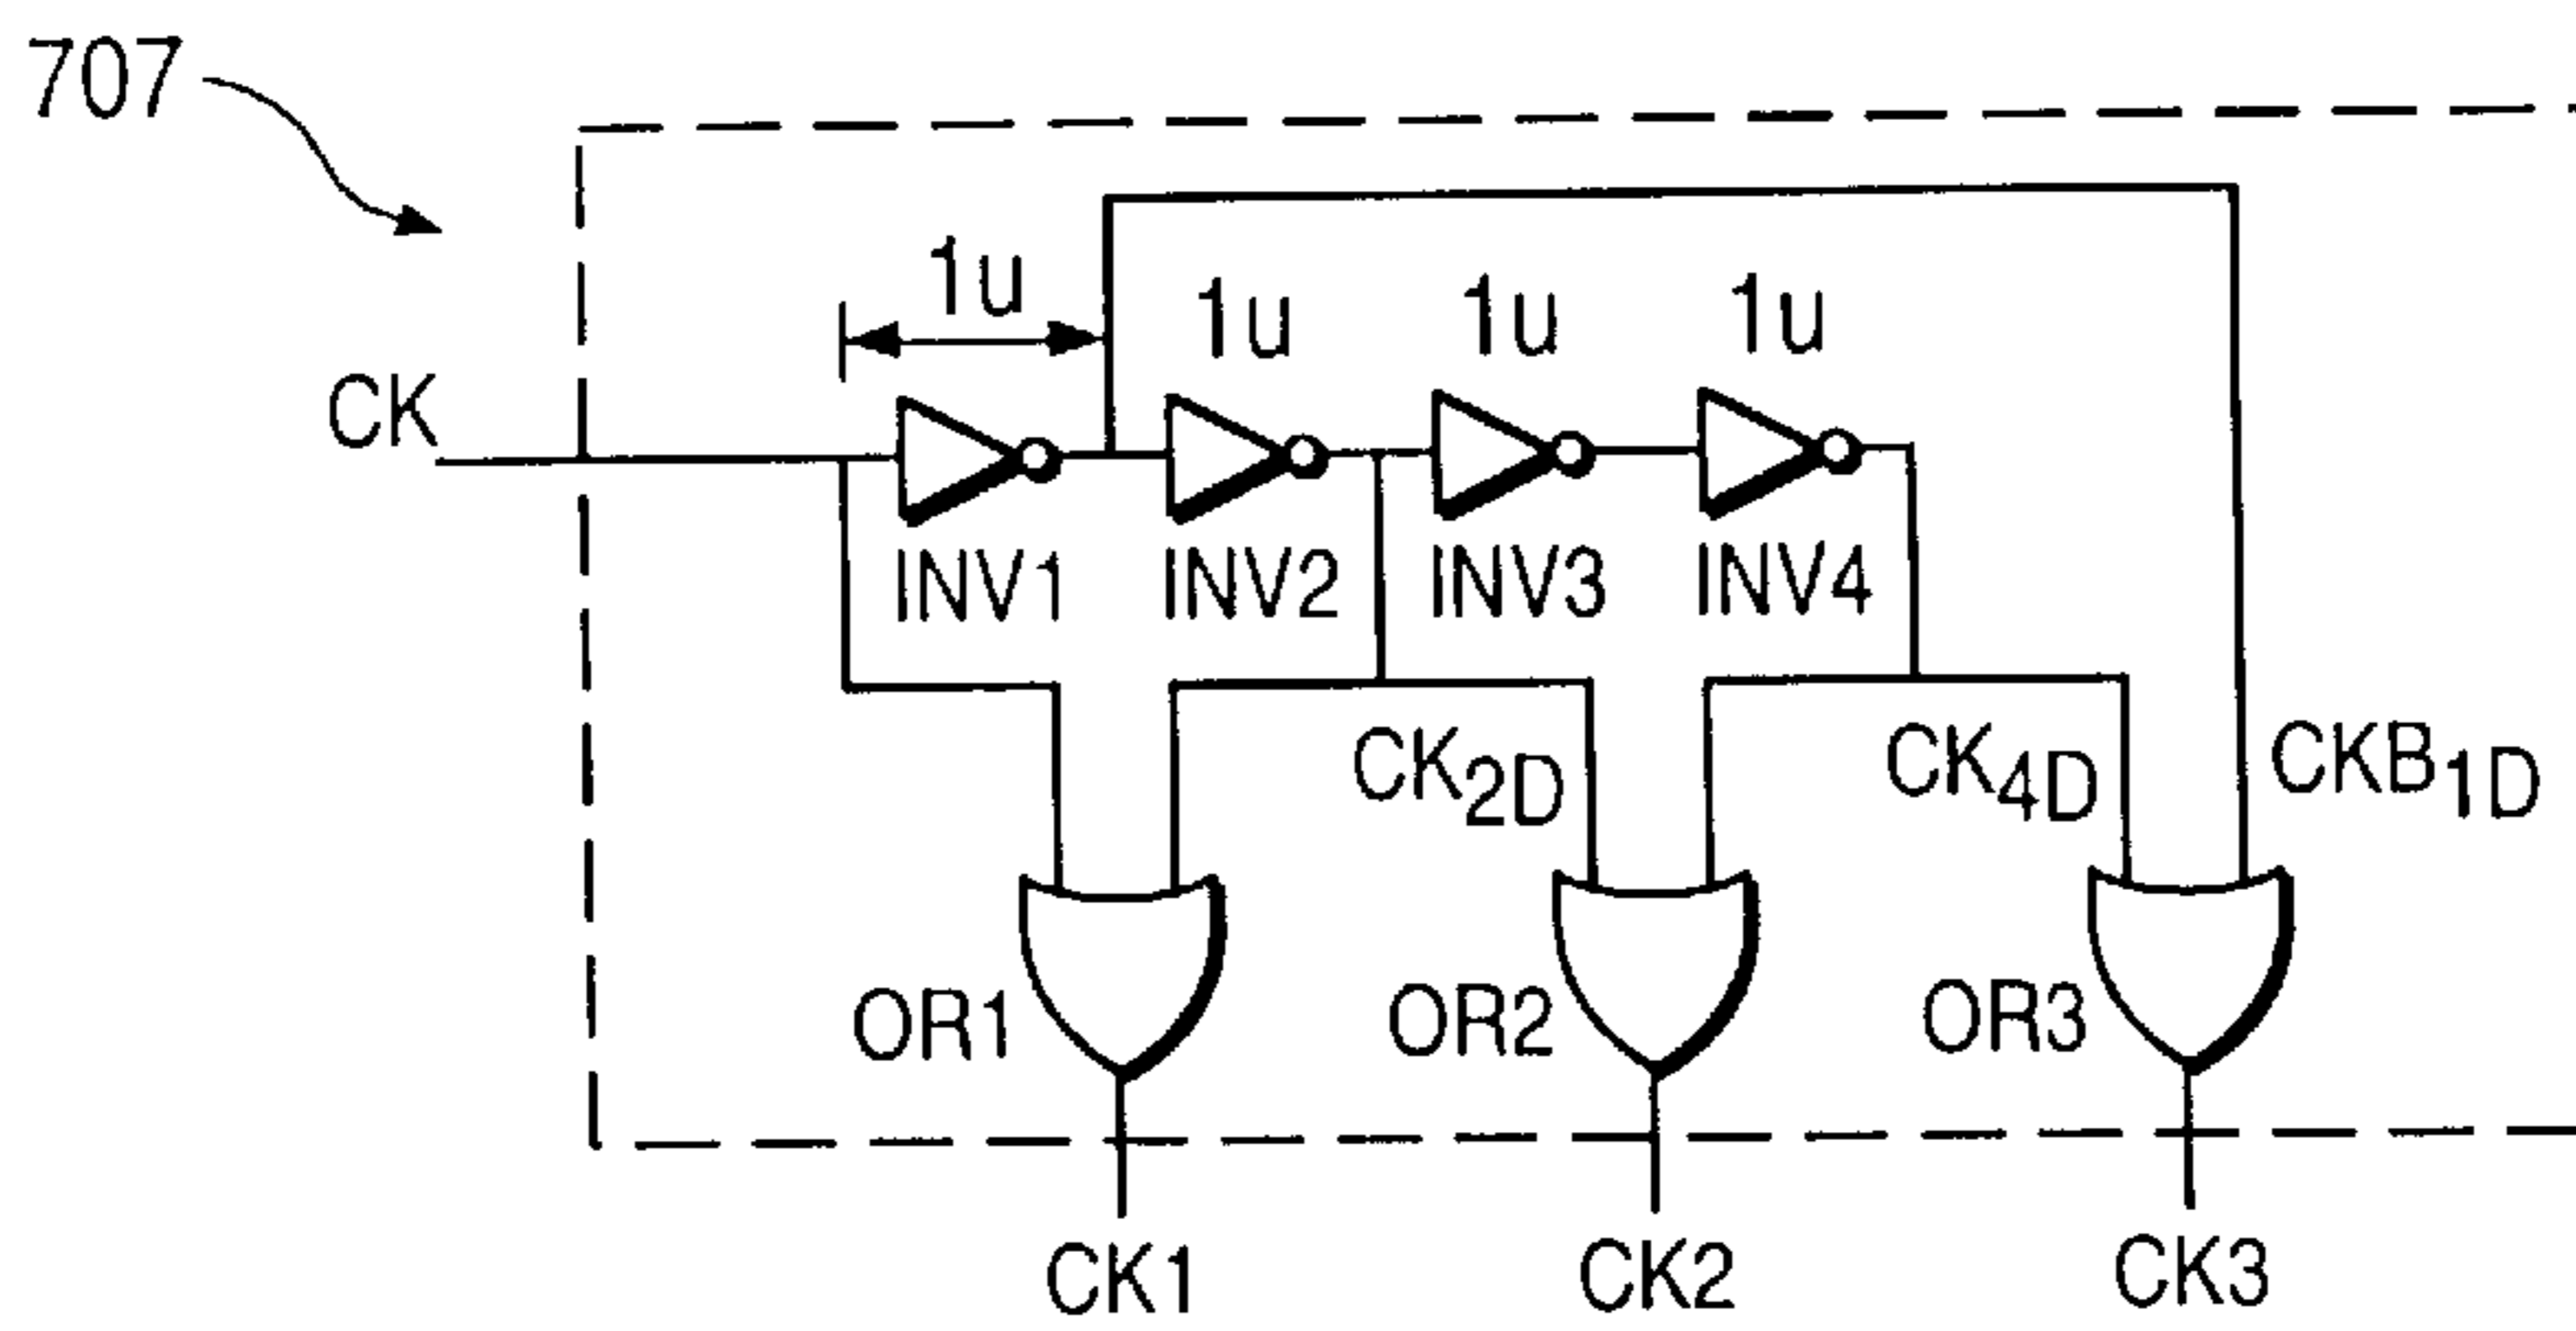 707
1u
1u
1u
1u
CK
INV1
INV2
INV3
INV4
CK2D
CK4D
CKB1D
OR1
OR2
OR3
CK1
CK2
CK3